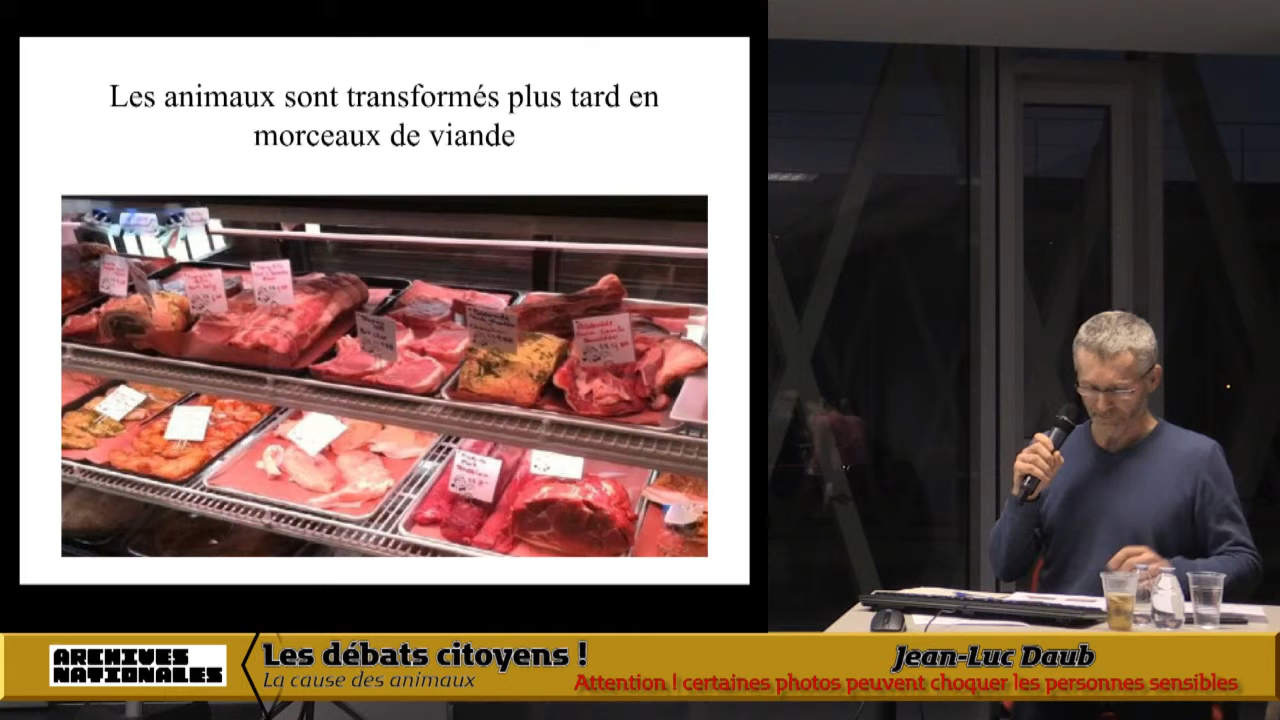 Les animaux sont transformés plus tard en
morceaux de viande
ARCHIVES
NATIONALES
Les débats citoyens !
La cause des animaux
Jean-Luc Daub
Attention ! certaines photos peuvent choquer les personnes sensibles